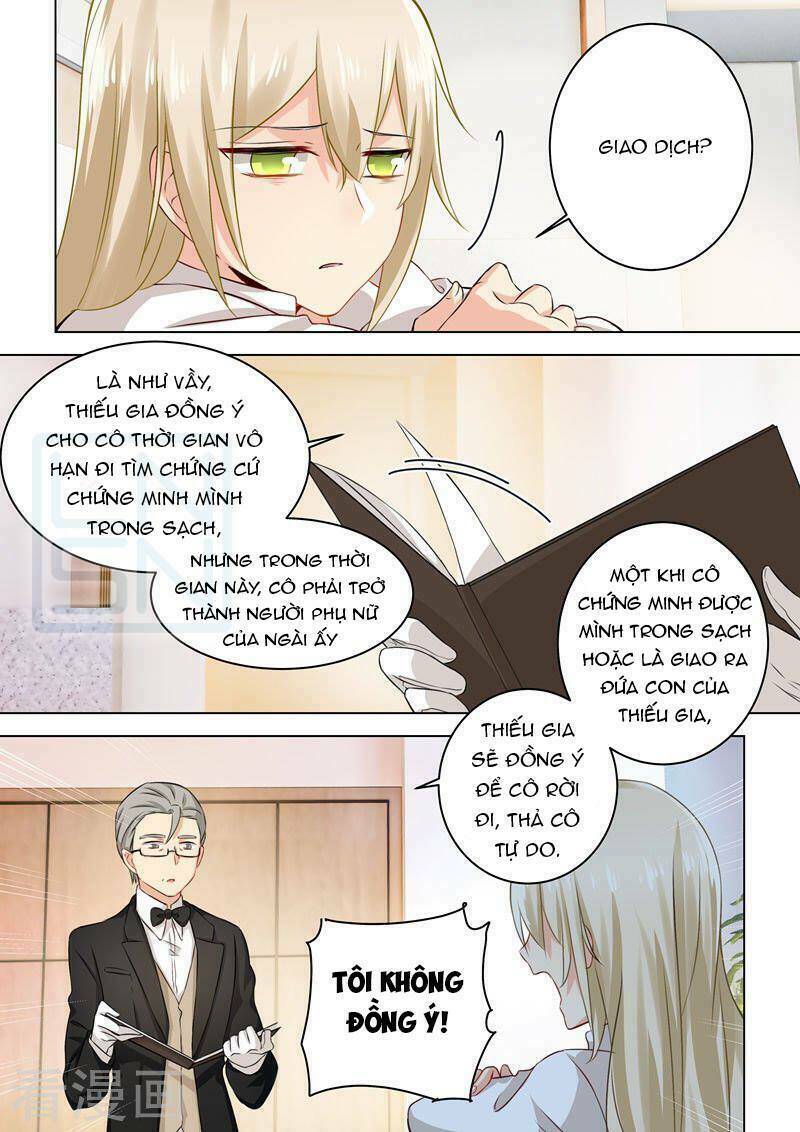 GIAO DỊCH?
LÀ NHƯ VẦY,
THIẾU GIA ĐỒNG Ý
CHO CÔ THỜI GIAN VÔ
HẠN ĐI TÌM CHỨNG CỨ
CHỨNG MINH MÌNH
TRONG SẠCH,
NHƯNG TRONG THỜI
GIAN NÀY, CÔ PHẢI TRỞ
THÀNH NGƯỜI PHỤ NỮ
CỦA NGÀI ẤY
MỘT KHI CÔ
CHỨNG MINH ĐƯỢC
MÌNH TRONG SẠCH
HOẶC LÀ GIAO RA
ĐỨA CON CỦA
THIẾU GIA,
THIẾU GIA
SẼ ĐỒNG Ý
ĐỂ CÔ RỜI
ĐI, THẢ CÔ
TỰ DO.
TÔI KHÔNG
ĐỒNG Ý!
看漫画